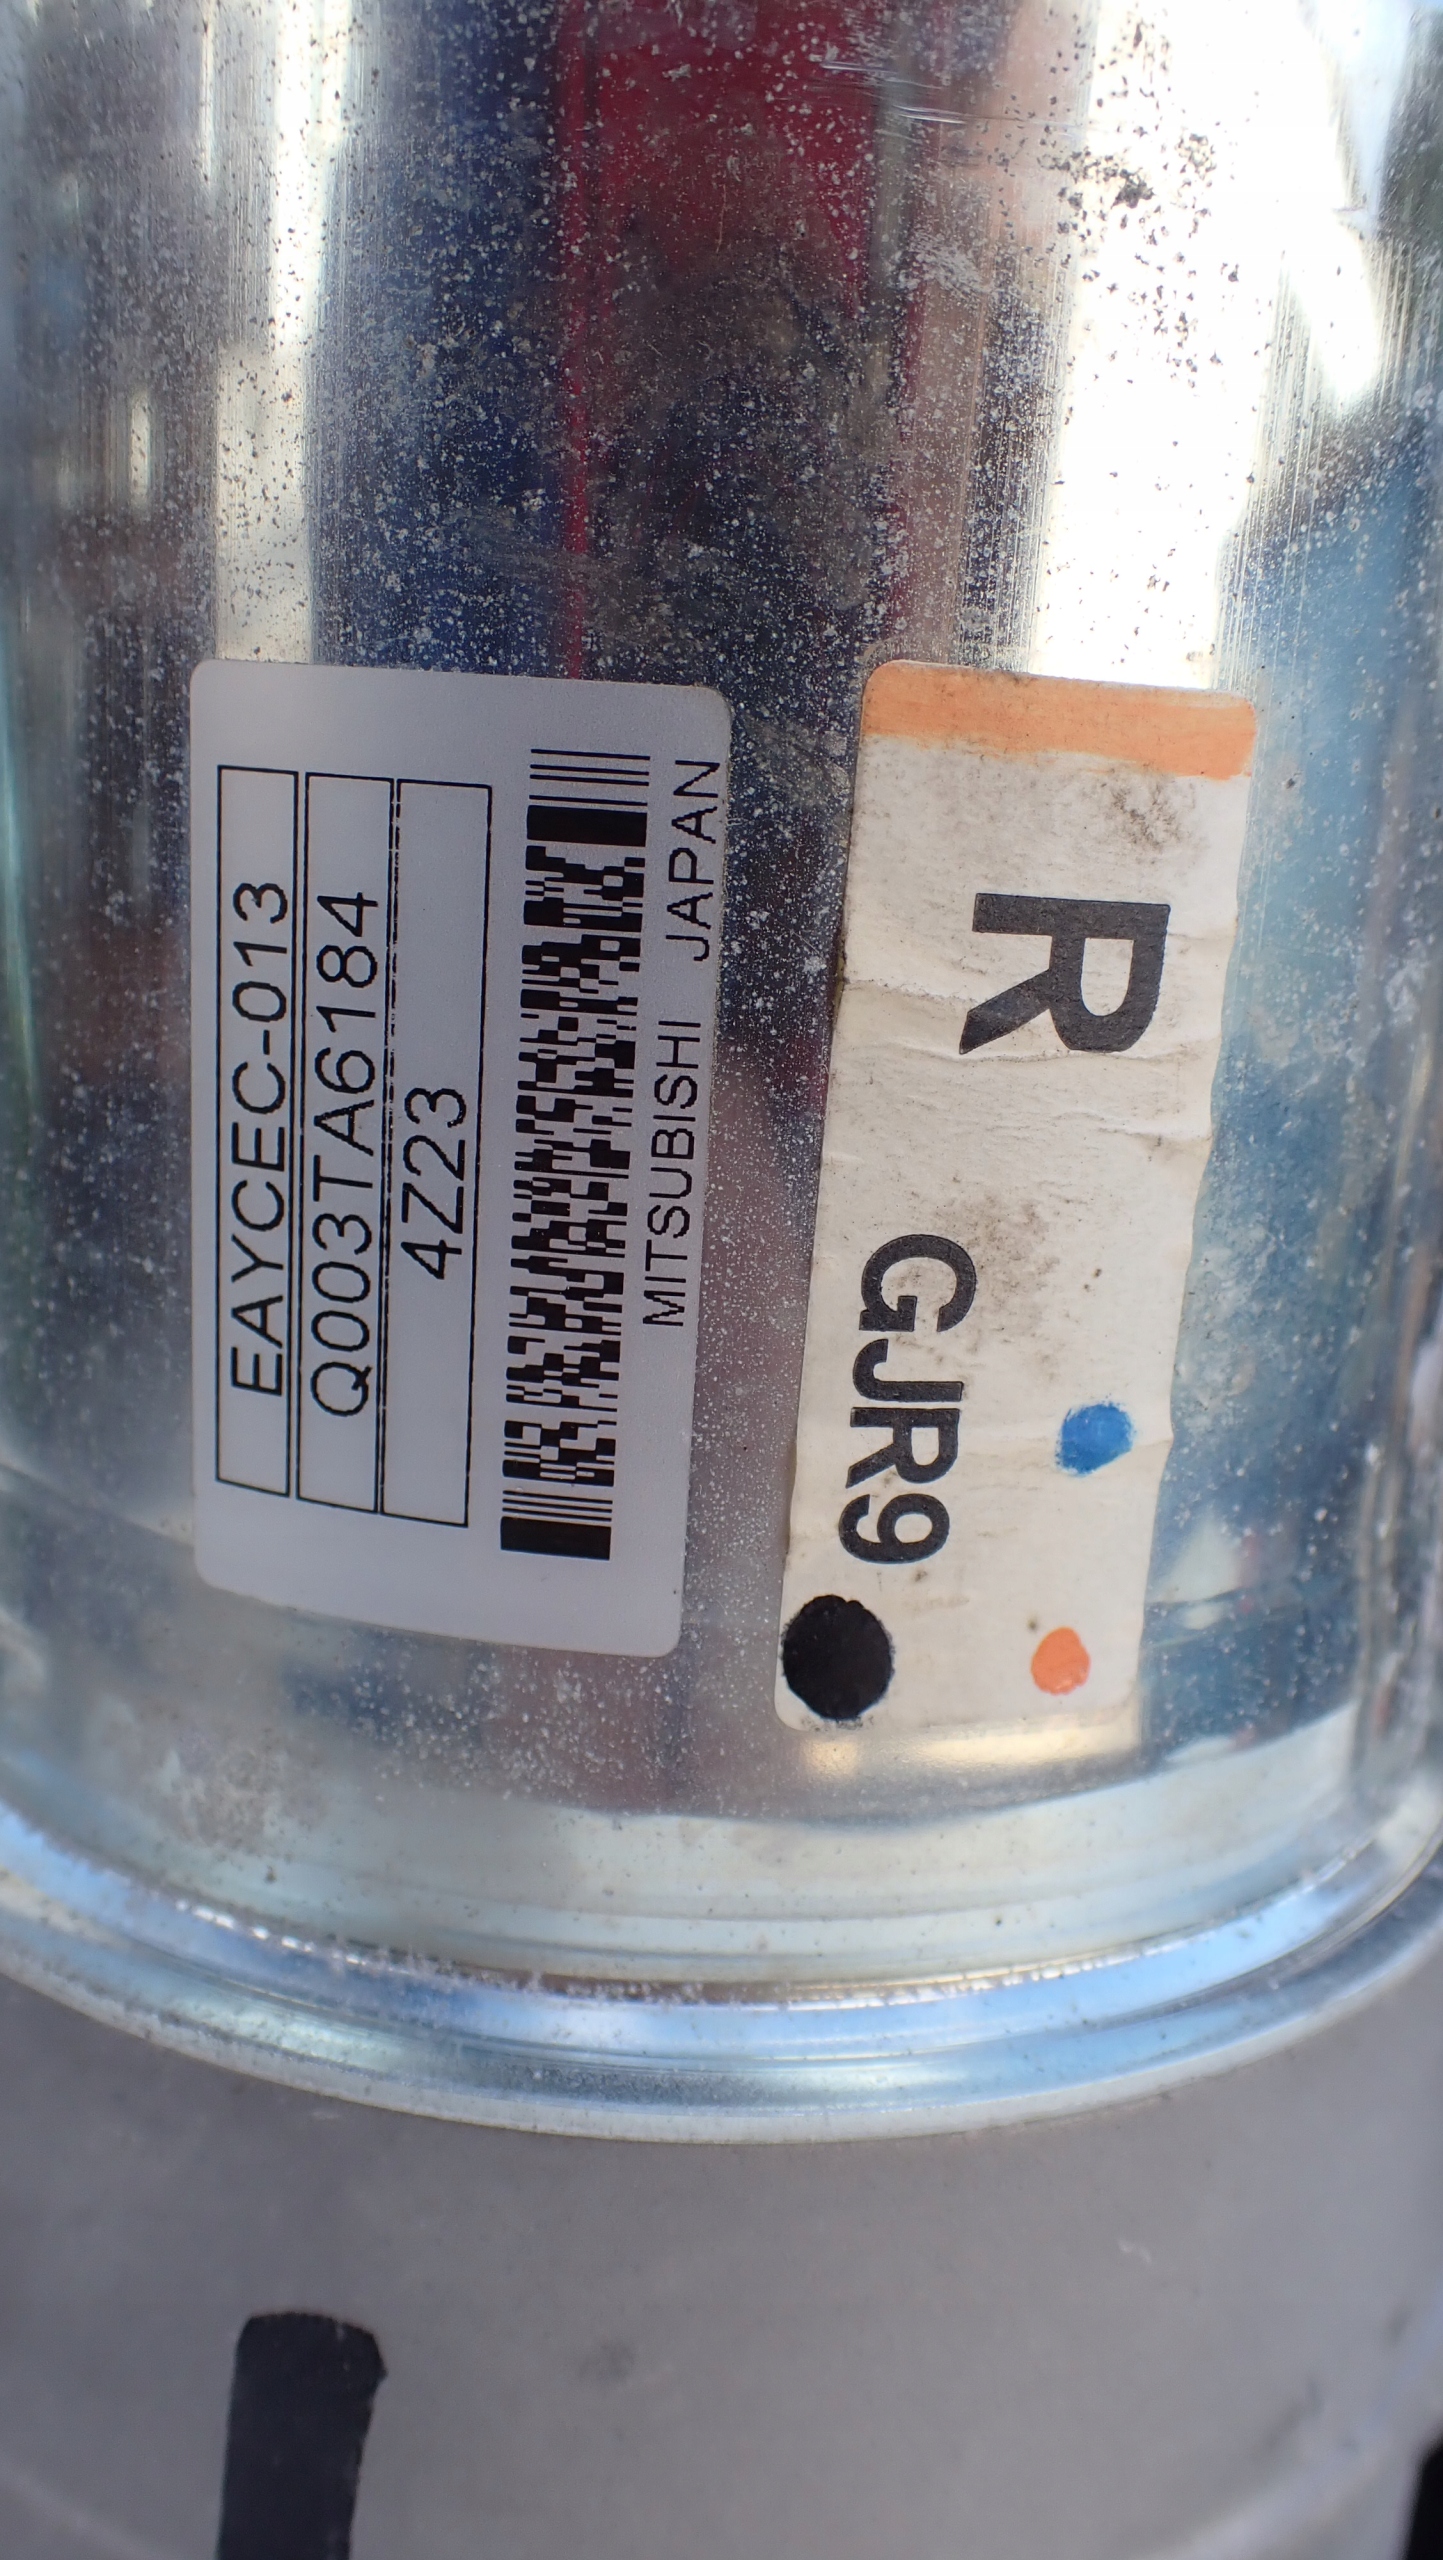 EAYCEC-013
Q003TA6184
4Z23
MITSUBISHI JAPAN
R
GJR9